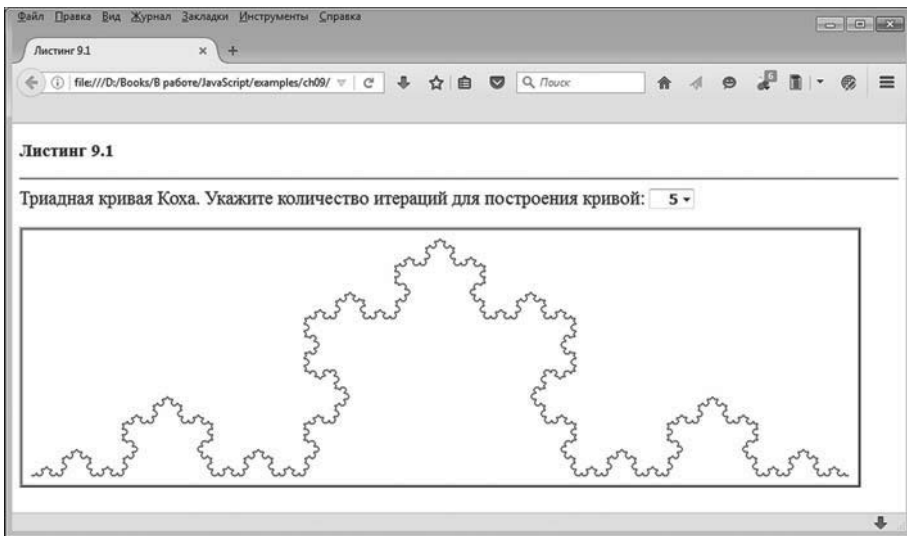 Файл Правка Вид Журнал Закладки Инструменты Справка
Листинг 9.1
file:///D:/Books/В работе/JavaScript/examples/ch09/
Поиск
6
Листинг 9.1
Триадная кривая Коха. Укажите количество итераций для построения кривой: 5